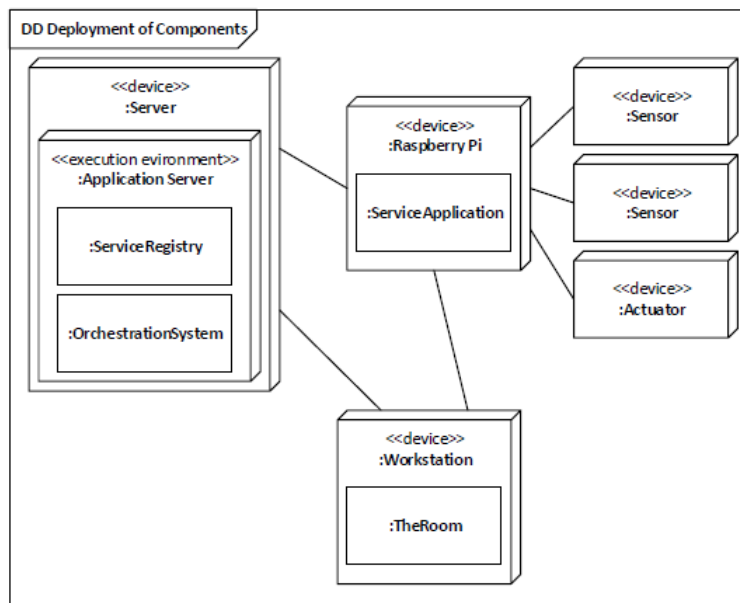 DD Deployment of Components
<<device>>
:Server
<<execution evironment>>
:Application Server
:ServiceRegistry
:OrchestrationSystem
<<device>>
:Raspberry Pi
:ServiceApplication
<<device>>
:Sensor
<<device>>
:Sensor
<<device>>
:Actuator
<<device>>
:Workstation
:TheRoom